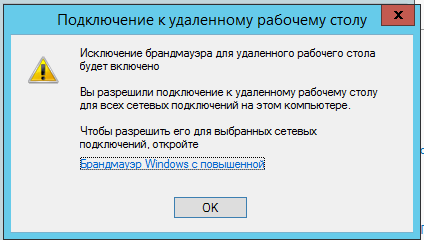 Подключение к удаленному рабочему столу
x
Исключение брандмауэра для удаленного рабочего стола
будет включено
Вы разрешили подключение к удаленному рабочему столу
для всех сетевых подключений на этом компьютере.
Чтобы разрешить его для выбранных сетевых
подключений, откройте
Брандмауэр Windows с повышенной
OK